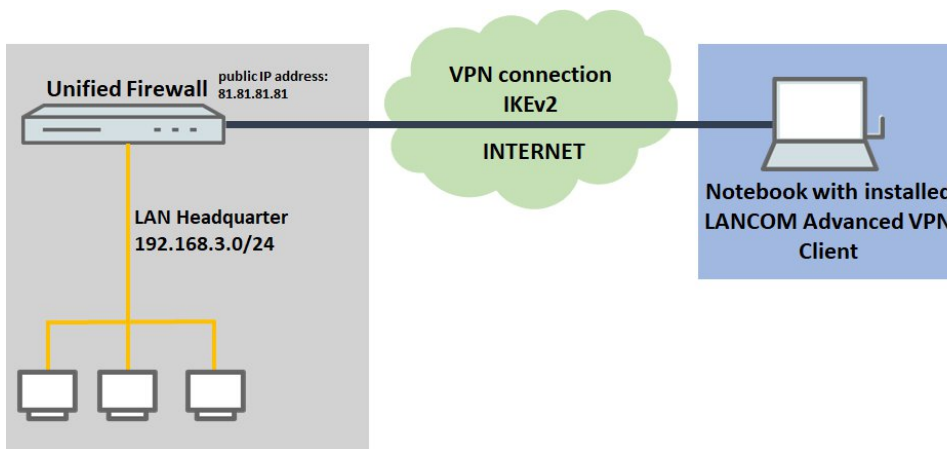 Unified Firewall
public IP address:
81.81.81.81
VPN connection
IKEv2
INTERNET
LAN Headquarter
192.168.3.0/24
Notebook with installed
LANCOM Advanced VPN
Client